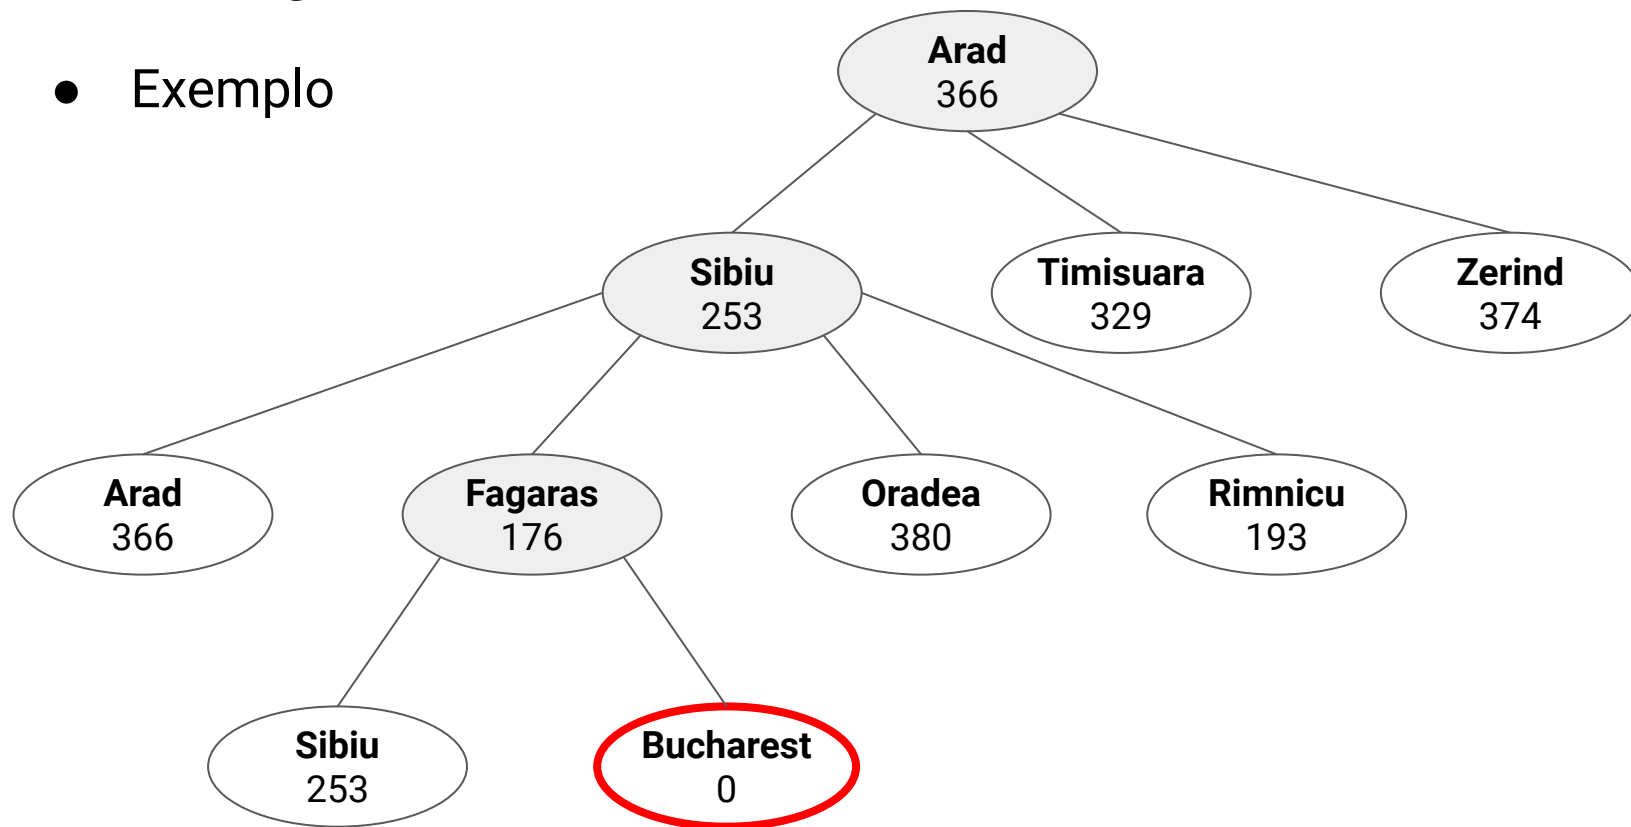 ● Exemplo
Arad
366
Sibiu
253
Timisuara
329
Zerind
374
Arad
366
Fagaras
176
Oradea
380
Rimnicu
193
Sibiu
253
Bucharest
0